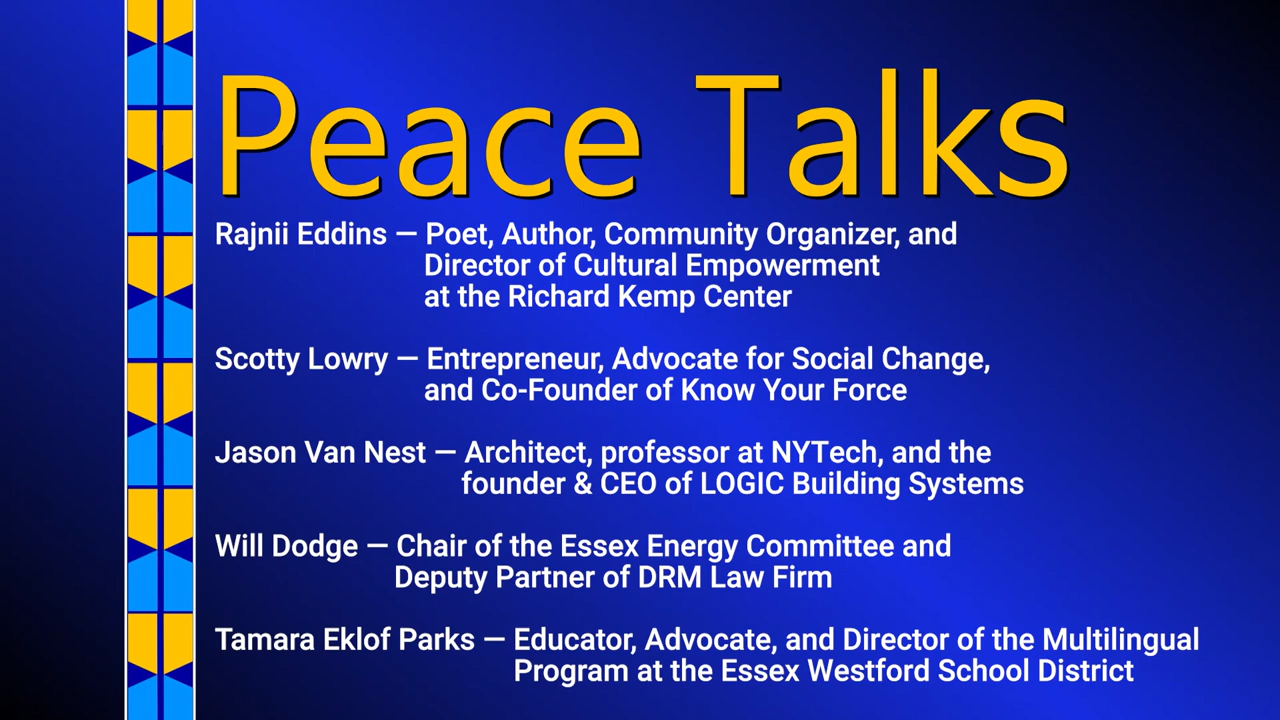 Peace Talks
Rajnii Eddins — Poet, Author, Community Organizer, and
Director of Cultural Empowerment
at the Richard Kemp Center
Scotty Lowry — Entrepreneur, Advocate for Social Change,
and Co-Founder of Know Your Force
Jason Van Nest — Architect, professor at NYTech, and the
founder & CEO of LOGIC Building Systems
Will Dodge — Chair of the Essex Energy Committee and
Deputy Partner of DRM Law Firm
Tamara Eklof Parks — Educator, Advocate, and Director of the Multilingual
Program at the Essex Westford School District